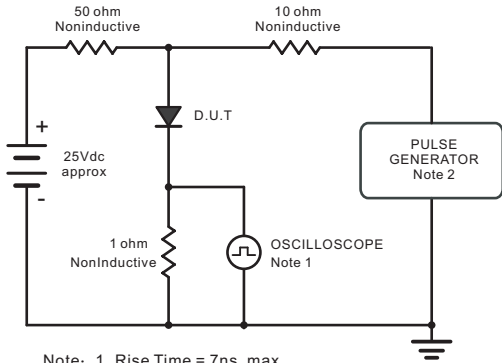 50 ohm
Noninductive
10 ohm
Noninductive
D.U.T
+
25Vdc
approx
-
PULSE
GENERATOR
Note 2
1 ohm
NonInductive
OSCILLOSCOPE
Note 1
Note: 1. Rise Time = 7ns, max.